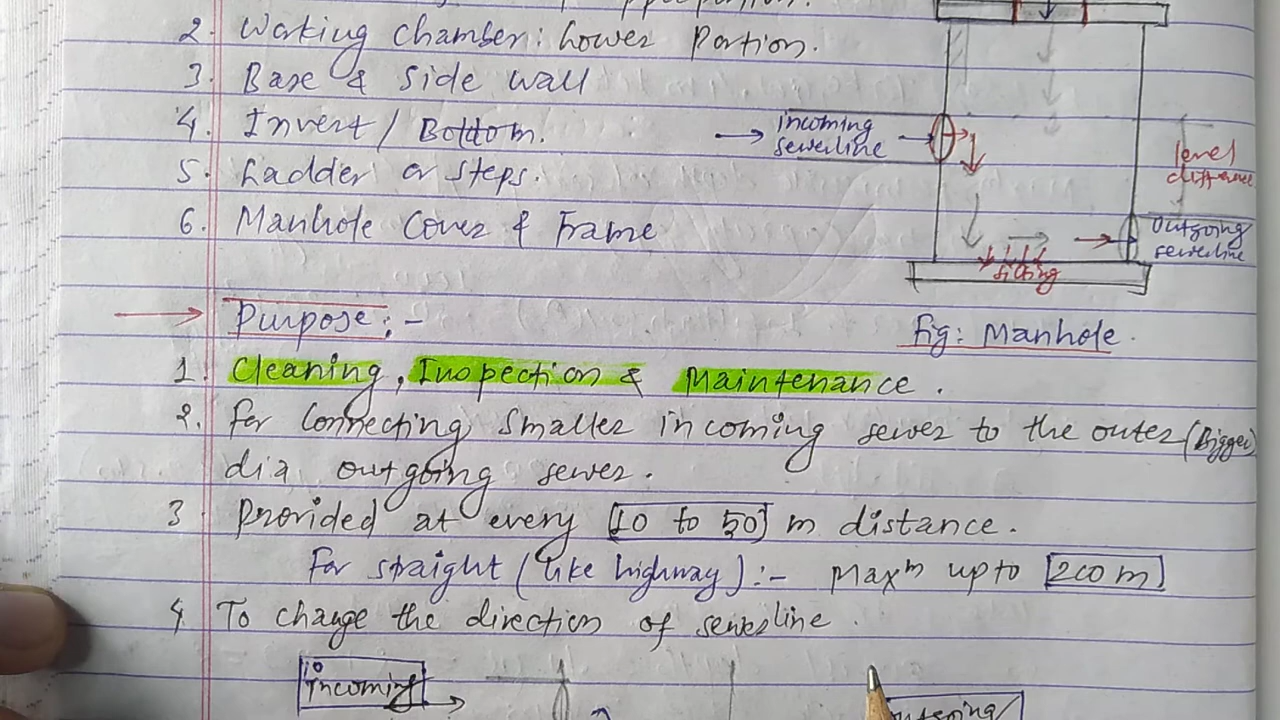 2. Working chamber: Lower Portion.
3. Base & Side Wall
4. Invert / Bottom.
5. Ladder or Steps.
6. Manhole Cover & Frame
incoming
sewerline
level
difference
outgoing
sewerline
silting
Fig: Manhole.
Purpose: -
1. Cleaning, Inspection & Maintenance.
2. For Connecting Smaller incoming sewer to the outer (Bigger)
dia outgoing sewer.
3 Provided at every 10 to 50 m distance.
For straight (like highway) :- Maxm upto 200 m
4. To change the direction of sewerline.
incoming
outgoing